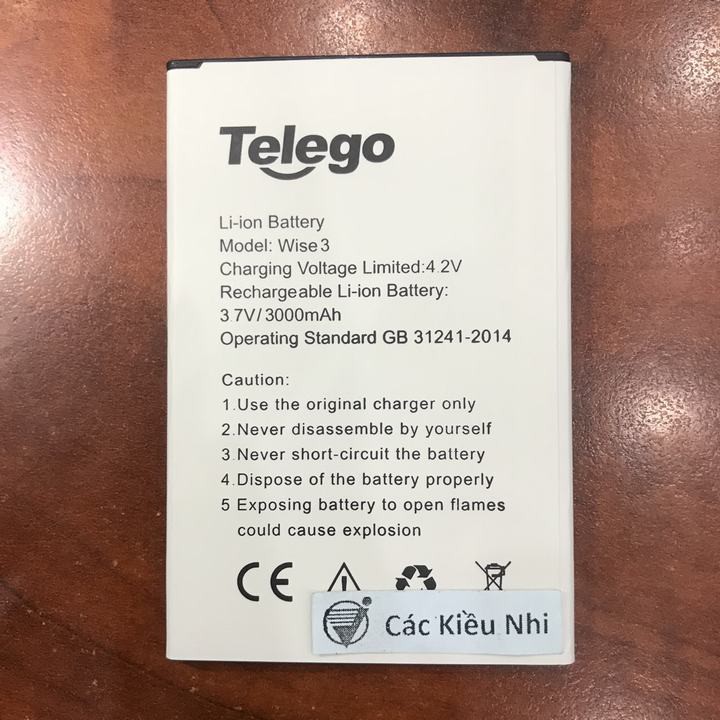 Telego
Li-ion Battery
Model: Wise 3
Charging Voltage Limited:4.2V
Rechargeable Li-ion Battery:
3.7V/3000mAh
Operating Standard GB 31241-2014
Caution:
1.Use the original charger only
2.Never disassemble by yourself
3.Never short-circuit the battery
4.Dispose of the battery properly
5 Exposing battery to open flames
could cause explosion
CE
Các Kiều Nhi